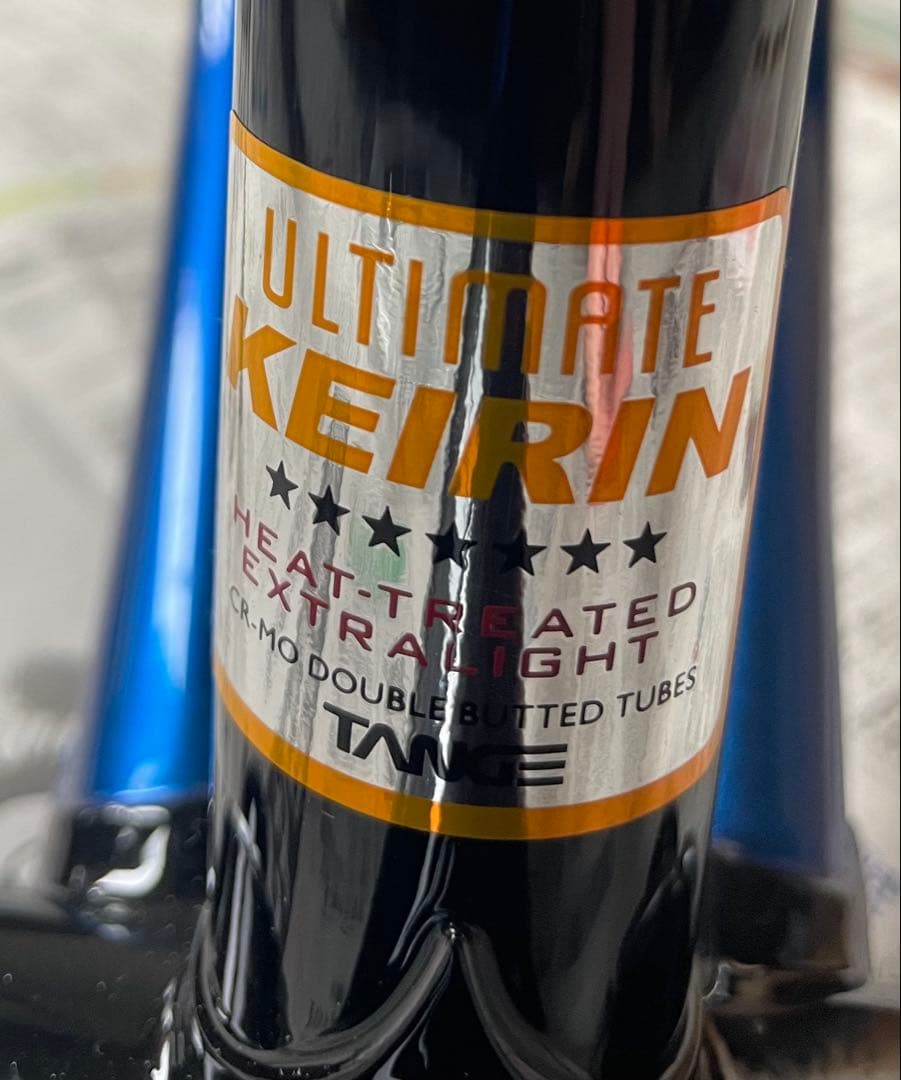 ULTIMATE
KEIRIN
★★★★★★★
HEAT-TREATED
EXTRALIGHT
CR-MO DOUBLE BUTTED TUBES
TANGE